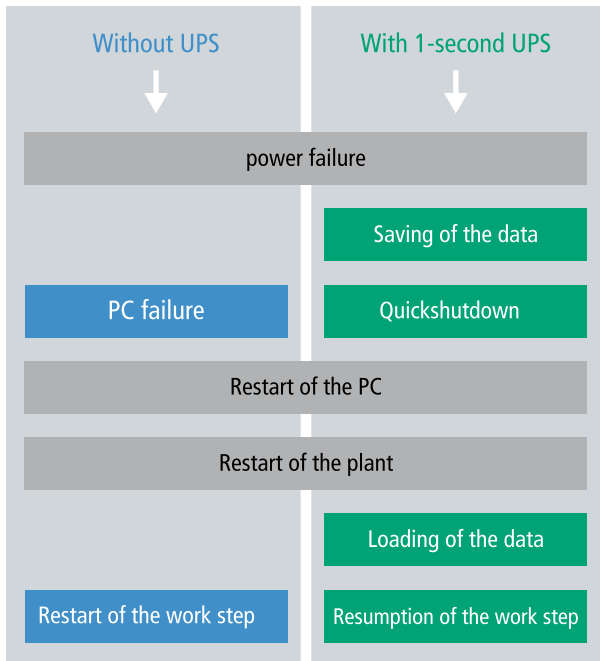 Without UPS
With 1-second UPS
power failure
Saving of the data
PC failure
Quickshutdown
Restart of the PC
Restart of the plant
Loading of the data
Restart of the work step
Resumption of the work step